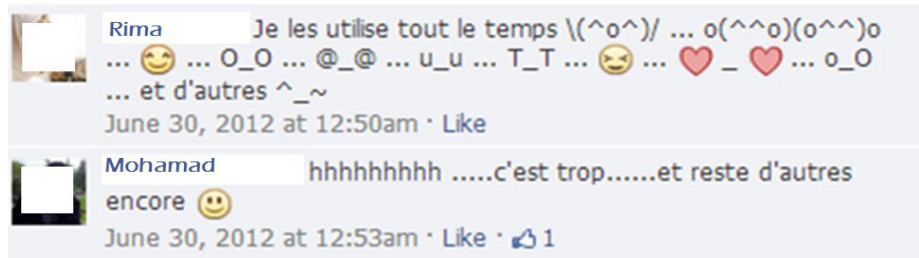 Rima Je les utilise tout le temps \(^o^)/ ... o(^^o)(o^^)o
... 😊 ... O_O ... @_@ ... u_u ... T_T ... 😆 ... ❤ _ ❤ ... o_O
... et d'autres ^_~
June 30, 2012 at 12:50am · Like
Mohamad hhhhhhhhh .....c'est trop......et reste d'autres
encore 🙂
June 30, 2012 at 12:53am · Like · 👍 1